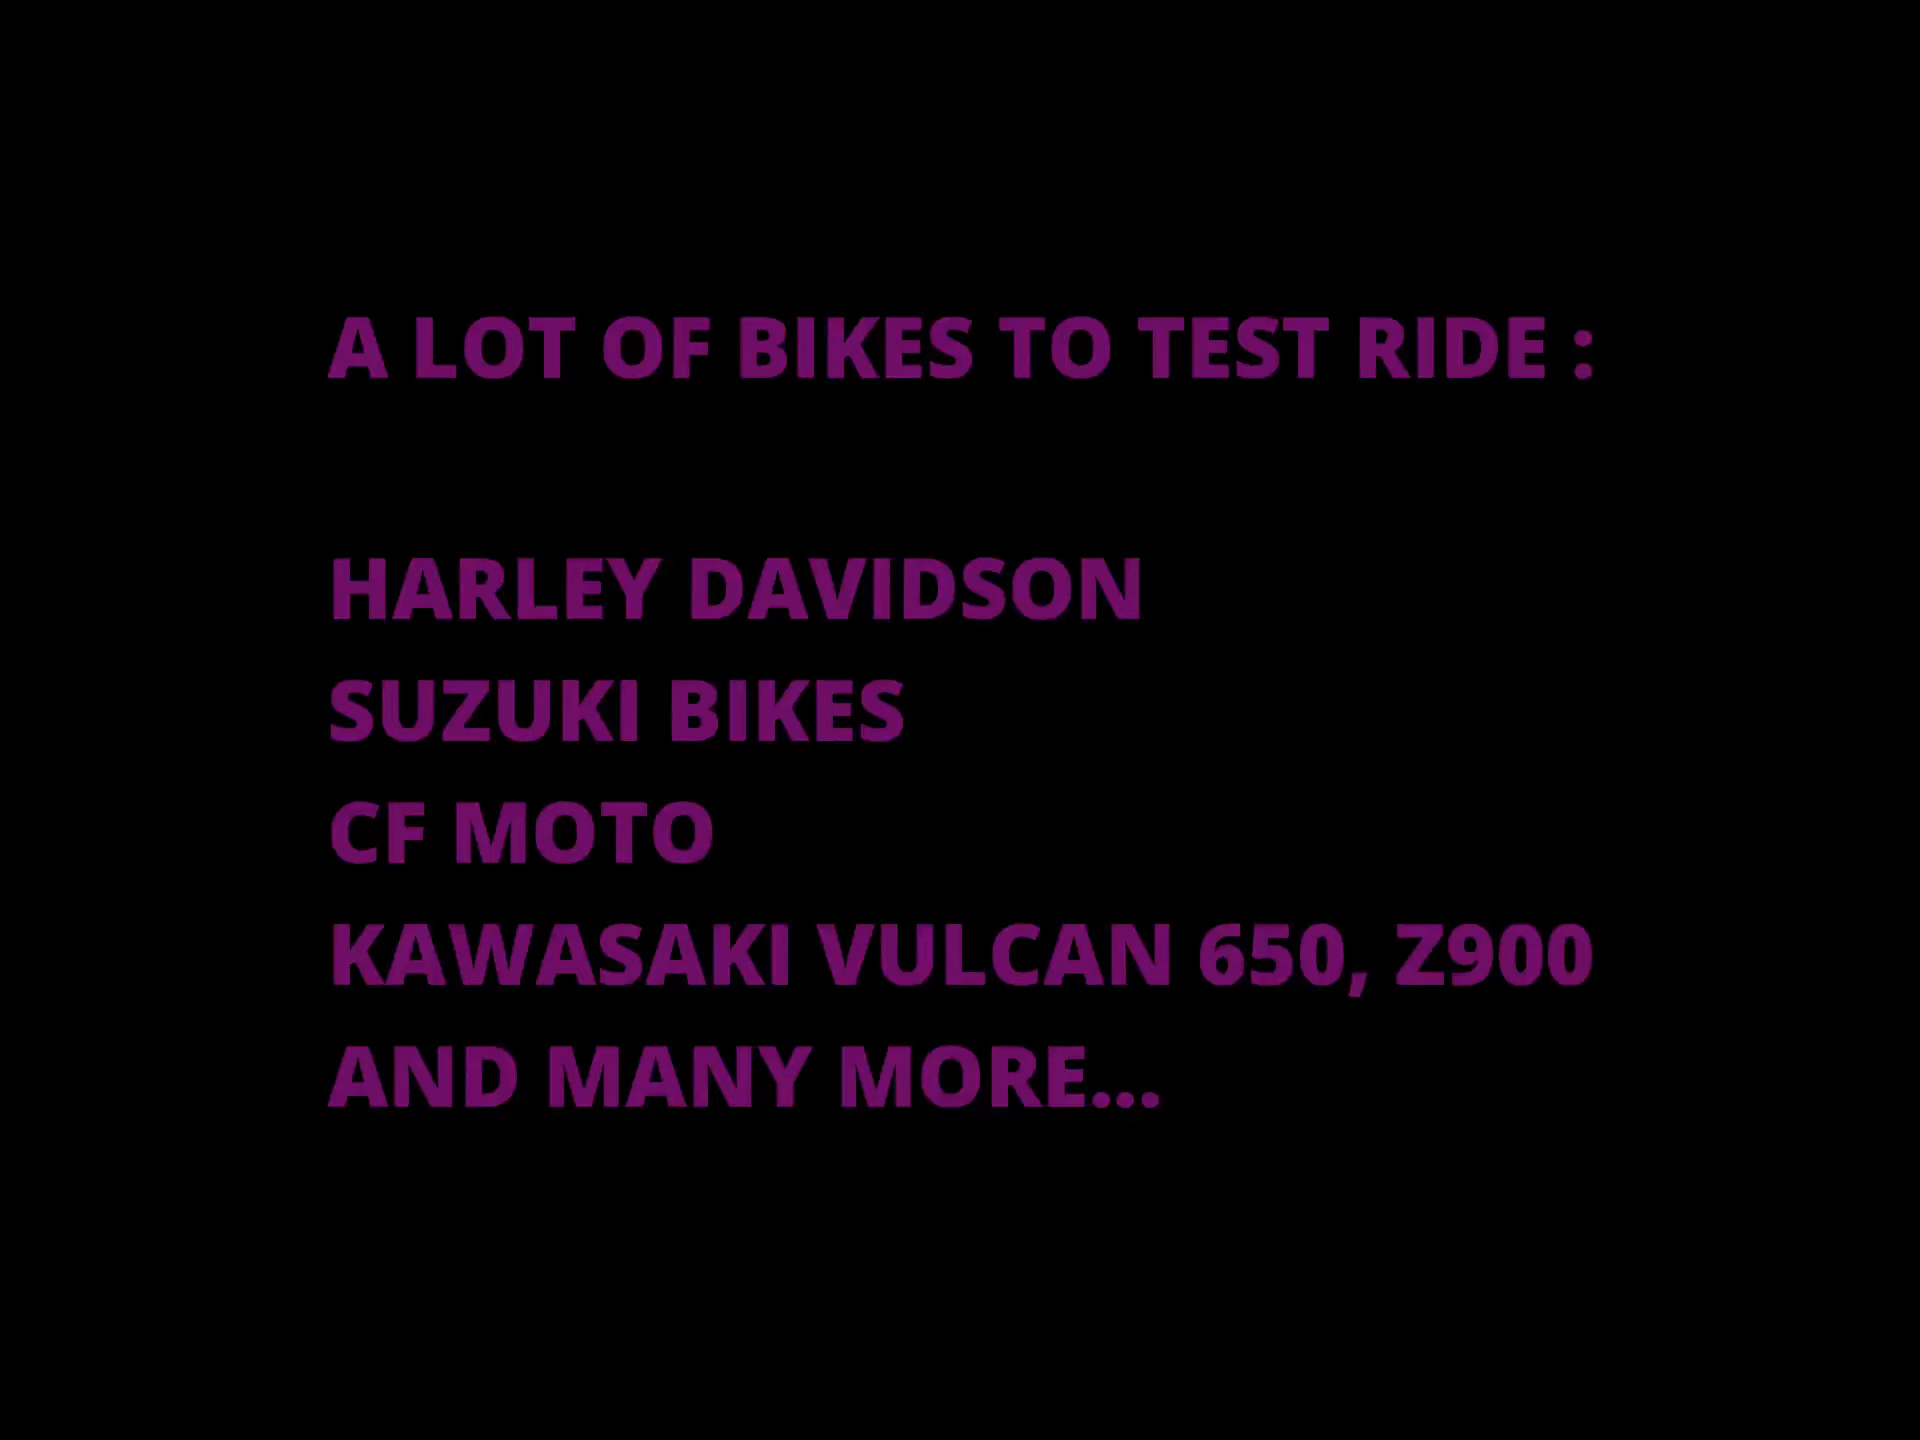 A LOT OF BIKES TO TEST RIDE :
HARLEY DAVIDSON
SUZUKI BIKES
CF MOTO
KAWASAKI VULCAN 650, Z900
AND MANY MORE...